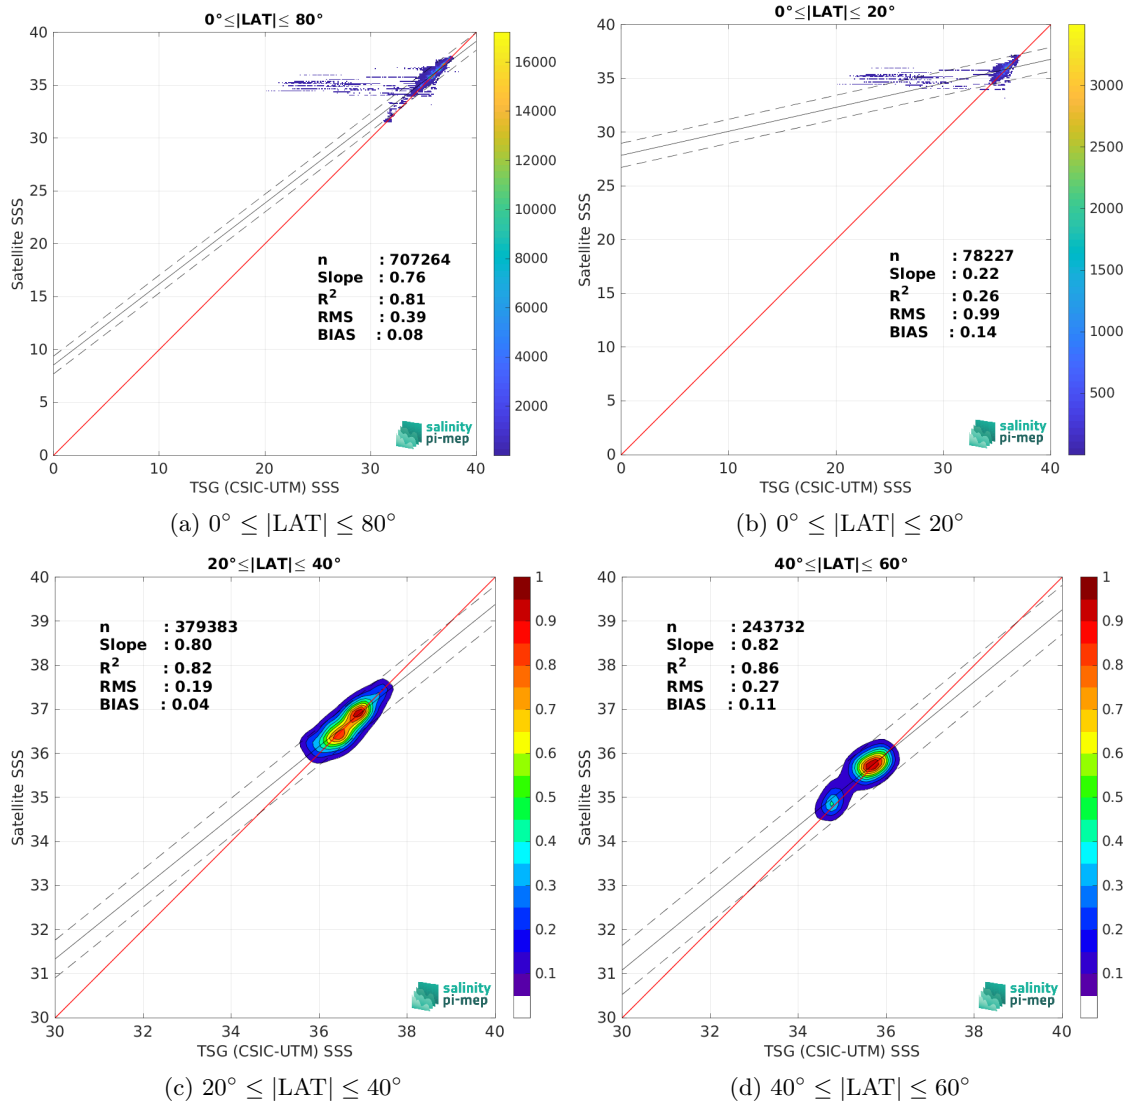 0°≤|LAT|≤ 80°
40
35
30
25
20
15
10
5
0
0
10
20
30
40
Satellite SSS
TSG (CSIC-UTM) SSS
n : 707264
Slope : 0.76
R² : 0.81
RMS : 0.39
BIAS : 0.08
salinity
pi-mep
16000
14000
12000
10000
8000
6000
4000
2000
(a) 0° ≤ |LAT| ≤ 80°
0°≤|LAT|≤ 20°
40
35
30
25
20
15
10
5
0
0
10
20
30
40
Satellite SSS
TSG (CSIC-UTM) SSS
n : 78227
Slope : 0.22
R² : 0.26
RMS : 0.99
BIAS : 0.14
salinity
pi-mep
3000
2500
2000
1500
1000
500
(b) 0° ≤ |LAT| ≤ 20°
20°≤|LAT|≤ 40°
40
39
38
37
36
35
34
33
32
31
30
30
32
34
36
38
40
Satellite SSS
TSG (CSIC-UTM) SSS
n : 379383
Slope : 0.80
R² : 0.82
RMS : 0.19
BIAS : 0.04
salinity
pi-mep
1
0.9
0.8
0.7
0.6
0.5
0.4
0.3
0.2
0.1
(c) 20° ≤ |LAT| ≤ 40°
40°≤|LAT|≤ 60°
40
39
38
37
36
35
34
33
32
31
30
30
32
34
36
38
40
Satellite SSS
TSG (CSIC-UTM) SSS
n : 243732
Slope : 0.82
R² : 0.86
RMS : 0.27
BIAS : 0.11
salinity
pi-mep
1
0.9
0.8
0.7
0.6
0.5
0.4
0.3
0.2
0.1
(d) 40° ≤ |LAT| ≤ 60°